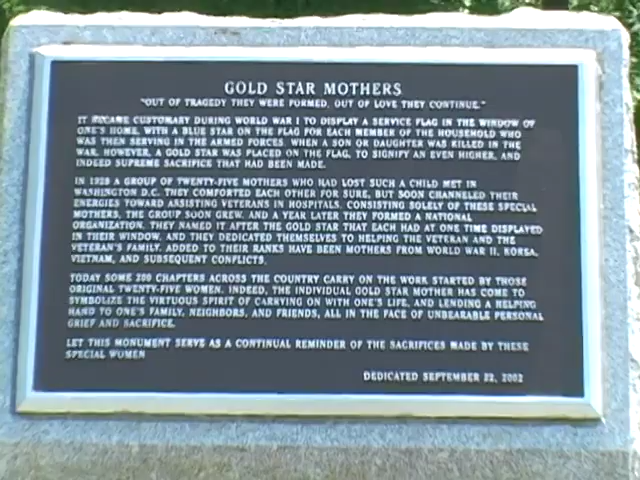 GOLD STAR MOTHERS
"OUT OF TRAGEDY THEY WERE FORMED, OUT OF LOVE THEY CONTINUE."
IT BECAME CUSTOMARY DURING WORLD WAR I TO DISPLAY A SERVICE FLAG IN THE WINDOW OF
ONE'S HOME, WITH A BLUE STAR ON THE FLAG FOR EACH MEMBER OF THE HOUSEHOLD WHO
WAS THEN SERVING IN THE ARMED FORCES. WHEN A SON OR DAUGHTER WAS KILLED IN THE
WAR, HOWEVER, A GOLD STAR WAS PLACED ON THE FLAG, TO SIGNIFY AN EVEN HIGHER, AND
INDEED SUPREME SACRIFICE THAT HAD BEEN MADE.
IN 1928 A GROUP OF TWENTY-FIVE MOTHERS WHO HAD LOST SUCH A CHILD MET IN
WASHINGTON D.C. THEY COMFORTED EACH OTHER FOR SURE, BUT SOON CHANNELED THEIR
ENERGIES TOWARD ASSISTING VETERANS IN HOSPITALS. CONSISTING SOLELY OF THESE SPECIAL
MOTHERS, THE GROUP SOON GREW, AND A YEAR LATER THEY FORMED A NATIONAL
ORGANIZATION. THEY NAMED IT AFTER THE GOLD STAR THAT EACH HAD AT ONE TIME DISPLAYED
IN THEIR WINDOW, AND THEY DEDICATED THEMSELVES TO HELPING THE VETERAN AND THE
VETERAN'S FAMILY. ADDED TO THEIR RANKS HAVE BEEN MOTHERS FROM WORLD WAR II, KOREA,
VIETNAM, AND SUBSEQUENT CONFLICTS.
TODAY SOME 200 CHAPTERS ACROSS THE COUNTRY CARRY ON THE WORK STARTED BY THOSE
ORIGINAL TWENTY-FIVE WOMEN. INDEED, THE INDIVIDUAL GOLD STAR MOTHER HAS COME TO
SYMBOLIZE THE VIRTUOUS SPIRIT OF CARRYING ON WITH ONE'S LIFE, AND LENDING A HELPING
HAND TO ONE'S FAMILY, NEIGHBORS, AND FRIENDS, ALL IN THE FACE OF UNBEARABLE PERSONAL
GRIEF AND SACRIFICE.
LET THIS MONUMENT SERVE AS A CONTINUAL REMINDER OF THE SACRIFICES MADE BY THESE
SPECIAL WOMEN
DEDICATED SEPTEMBER 22, 2002